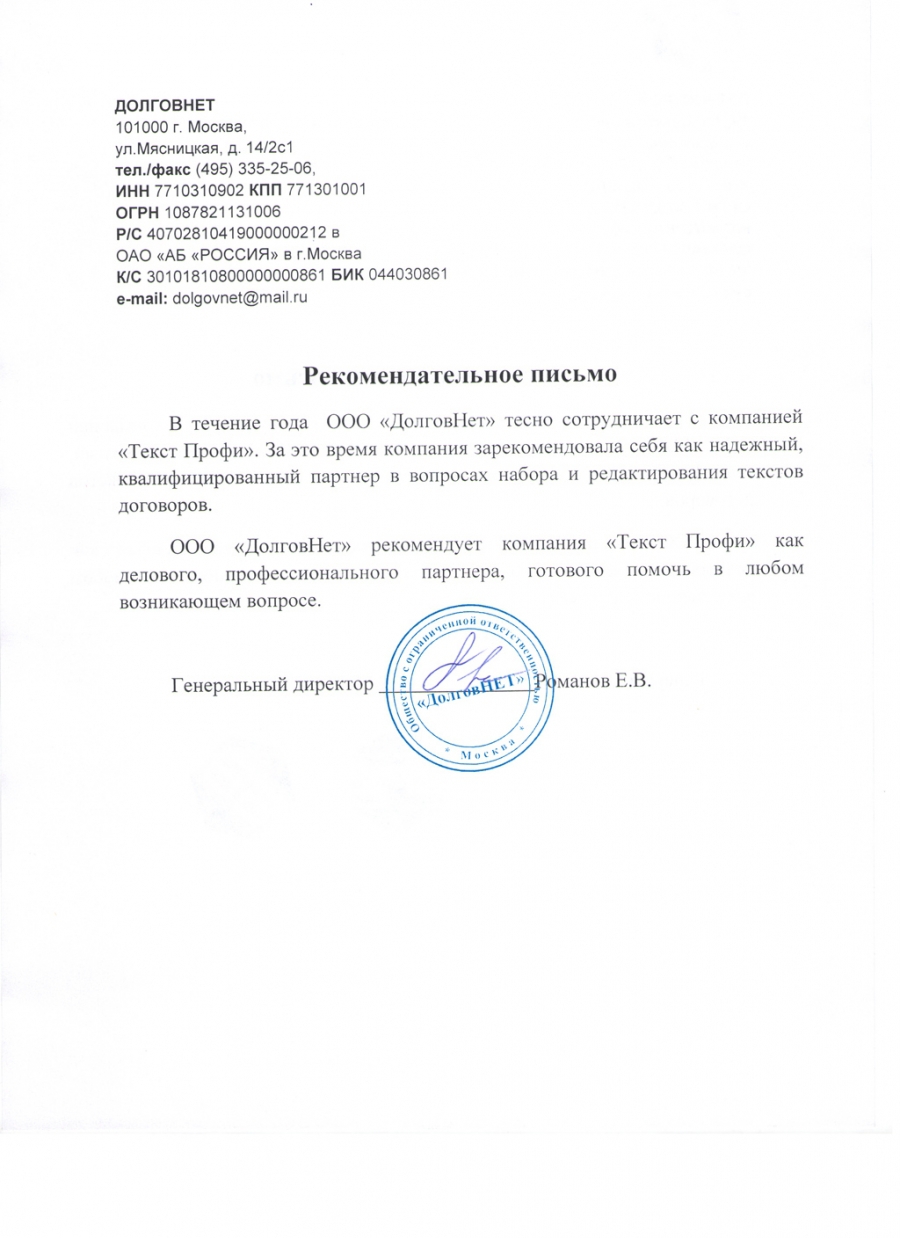 ДОЛГОВНЕТ
101000 г. Москва,
ул.Мясницкая, д. 14/2с1
тел./факс (495) 335-25-06,
ИНН 7710310902 КПП 771301001
ОГРН 1087821131006
Р/С 40702810419000000212 в
ОАО «АБ «РОССИЯ» в г.Москва
К/С 30101810800000000861 БИК 044030861
e-mail: dolgovnet@mail.ru
Рекомендательное письмо
В течение года ООО «ДолговНет» тесно сотрудничает с компанией
«Текст Профи». За это время компания зарекомендовала себя как надежный,
квалифицированный партнер в вопросах набора и редактирования текстов
договоров.
ООО «ДолговНет» рекомендует компания «Текст Профи» как
делового, профессионального партнера, готового помочь в любом
возникающем вопросе.
Генеральный директор Романов Е.В.
Общество с ограниченной ответственностью
«ДолговНЕТ»
* Москва *